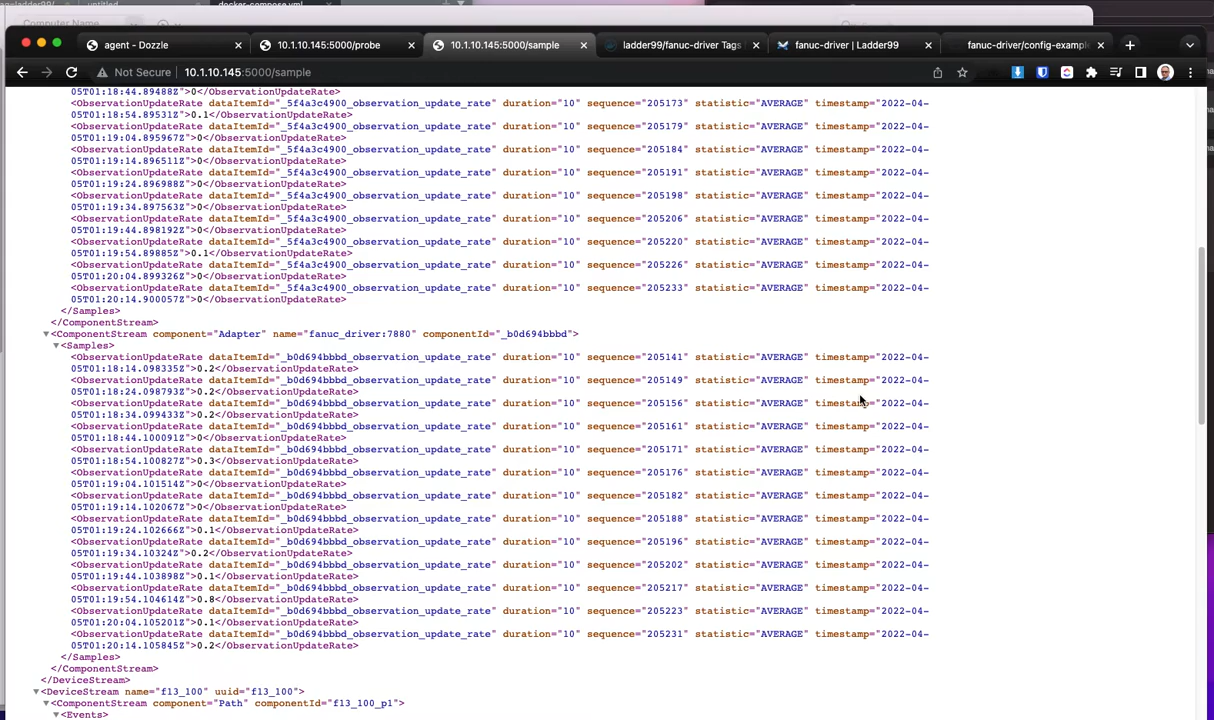 docker-compose.yml
Computer Name
agent - Dozzle
10.1.10.145:5000/probe
10.1.10.145:5000/sample
ladder99/fanuc-driver Tags
fanuc-driver | Ladder99
fanuc-driver/config-example
Not Secure 10.1.10.145:5000/sample
05T01:18:44.89488Z">0</ObservationUpdateRate>
<ObservationUpdateRate dataItemId="_5f4a3c4900_observation_update_rate" duration="10" sequence="205173" statistic="AVERAGE" timestamp="2022-04-
05T01:18:54.89531Z">0.1</ObservationUpdateRate>
<ObservationUpdateRate dataItemId="_5f4a3c4900_observation_update_rate" duration="10" sequence="205179" statistic="AVERAGE" timestamp="2022-04-
05T01:19:04.895967Z">0</ObservationUpdateRate>
<ObservationUpdateRate dataItemId="_5f4a3c4900_observation_update_rate" duration="10" sequence="205184" statistic="AVERAGE" timestamp="2022-04-
05T01:19:14.896511Z">0</ObservationUpdateRate>
<ObservationUpdateRate dataItemId="_5f4a3c4900_observation_update_rate" duration="10" sequence="205191" statistic="AVERAGE" timestamp="2022-04-
05T01:19:24.896988Z">0</ObservationUpdateRate>
<ObservationUpdateRate dataItemId="_5f4a3c4900_observation_update_rate" duration="10" sequence="205198" statistic="AVERAGE" timestamp="2022-04-
05T01:19:34.897563Z">0</ObservationUpdateRate>
<ObservationUpdateRate dataItemId="_5f4a3c4900_observation_update_rate" duration="10" sequence="205206" statistic="AVERAGE" timestamp="2022-04-
05T01:19:44.898192Z">0</ObservationUpdateRate>
<ObservationUpdateRate dataItemId="_5f4a3c4900_observation_update_rate" duration="10" sequence="205220" statistic="AVERAGE" timestamp="2022-04-
05T01:19:54.89885Z">0.1</ObservationUpdateRate>
<ObservationUpdateRate dataItemId="_5f4a3c4900_observation_update_rate" duration="10" sequence="205226" statistic="AVERAGE" timestamp="2022-04-
05T01:20:04.899326Z">0</ObservationUpdateRate>
<ObservationUpdateRate dataItemId="_5f4a3c4900_observation_update_rate" duration="10" sequence="205233" statistic="AVERAGE" timestamp="2022-04-
05T01:20:14.900057Z">0</ObservationUpdateRate>
</Samples>
</ComponentStream>
<ComponentStream component="Adapter" name="fanuc_driver:7880" componentId="_b0d694bbbd">
<Samples>
<ObservationUpdateRate dataItemId="_b0d694bbbd_observation_update_rate" duration="10" sequence="205141" statistic="AVERAGE" timestamp="2022-04-
05T01:18:14.098335Z">0.2</ObservationUpdateRate>
<ObservationUpdateRate dataItemId="_b0d694bbbd_observation_update_rate" duration="10" sequence="205149" statistic="AVERAGE" timestamp="2022-04-
05T01:18:24.098793Z">0.2</ObservationUpdateRate>
<ObservationUpdateRate dataItemId="_b0d694bbbd_observation_update_rate" duration="10" sequence="205156" statistic="AVERAGE" timestamp="2022-04-
05T01:18:34.099433Z">0.2</ObservationUpdateRate>
<ObservationUpdateRate dataItemId="_b0d694bbbd_observation_update_rate" duration="10" sequence="205161" statistic="AVERAGE" timestamp="2022-04-
05T01:18:44.100091Z">0</ObservationUpdateRate>
<ObservationUpdateRate dataItemId="_b0d694bbbd_observation_update_rate" duration="10" sequence="205171" statistic="AVERAGE" timestamp="2022-04-
05T01:18:54.100827Z">0.3</ObservationUpdateRate>
<ObservationUpdateRate dataItemId="_b0d694bbbd_observation_update_rate" duration="10" sequence="205176" statistic="AVERAGE" timestamp="2022-04-
05T01:19:04.101514Z">0</ObservationUpdateRate>
<ObservationUpdateRate dataItemId="_b0d694bbbd_observation_update_rate" duration="10" sequence="205182" statistic="AVERAGE" timestamp="2022-04-
05T01:19:14.102067Z">0</ObservationUpdateRate>
<ObservationUpdateRate dataItemId="_b0d694bbbd_observation_update_rate" duration="10" sequence="205188" statistic="AVERAGE" timestamp="2022-04-
05T01:19:24.102666Z">0.1</ObservationUpdateRate>
<ObservationUpdateRate dataItemId="_b0d694bbbd_observation_update_rate" duration="10" sequence="205196" statistic="AVERAGE" timestamp="2022-04-
05T01:19:34.10324Z">0.2</ObservationUpdateRate>
<ObservationUpdateRate dataItemId="_b0d694bbbd_observation_update_rate" duration="10" sequence="205202" statistic="AVERAGE" timestamp="2022-04-
05T01:19:44.103898Z">0.1</ObservationUpdateRate>
<ObservationUpdateRate dataItemId="_b0d694bbbd_observation_update_rate" duration="10" sequence="205217" statistic="AVERAGE" timestamp="2022-04-
05T01:19:54.104614Z">0.8</ObservationUpdateRate>
<ObservationUpdateRate dataItemId="_b0d694bbbd_observation_update_rate" duration="10" sequence="205223" statistic="AVERAGE" timestamp="2022-04-
05T01:20:04.105201Z">0.1</ObservationUpdateRate>
<ObservationUpdateRate dataItemId="_b0d694bbbd_observation_update_rate" duration="10" sequence="205231" statistic="AVERAGE" timestamp="2022-04-
05T01:20:14.105845Z">0.2</ObservationUpdateRate>
</Samples>
</ComponentStream>
</DeviceStream>
<DeviceStream name="f13_100" uuid="f13_100">
<ComponentStream component="Path" componentId="f13_100_p1">
<Events>